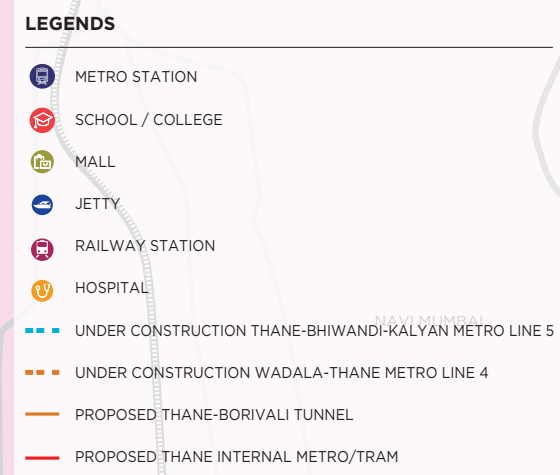 LEGENDS
METRO STATION
SCHOOL / COLLEGE
MALL
JETTY
RAILWAY STATION
HOSPITAL
NAVI MUMBAI
UNDER CONSTRUCTION THANE-BHIWANDI-KALYAN METRO LINE 5
UNDER CONSTRUCTION WADALA-THANE METRO LINE 4
PROPOSED THANE-BORIVALI TUNNEL
PROPOSED THANE INTERNAL METRO/TRAM